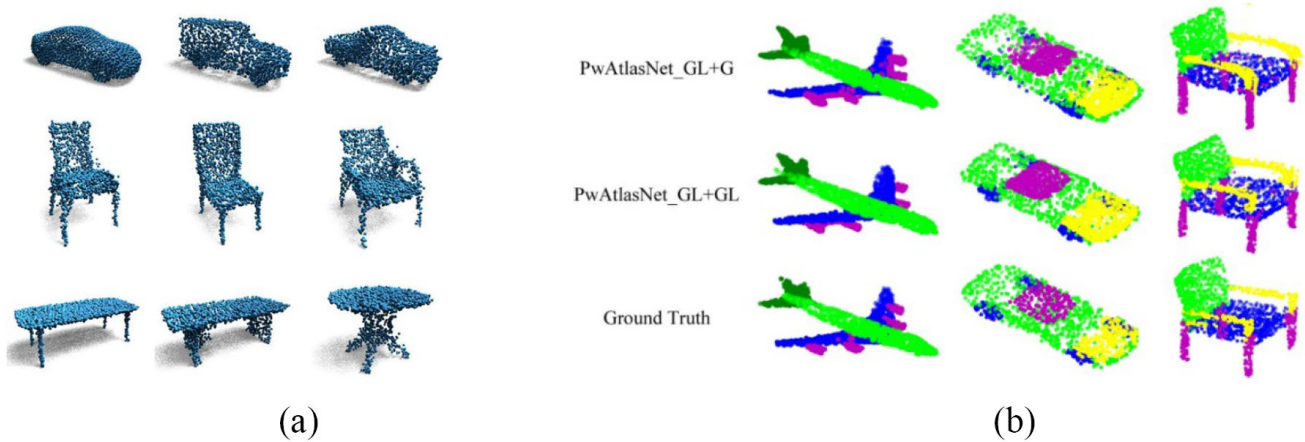 PwAtlasNet_GL+G
PwAtlasNet_GL+GL
Ground Truth
(a)
(b)